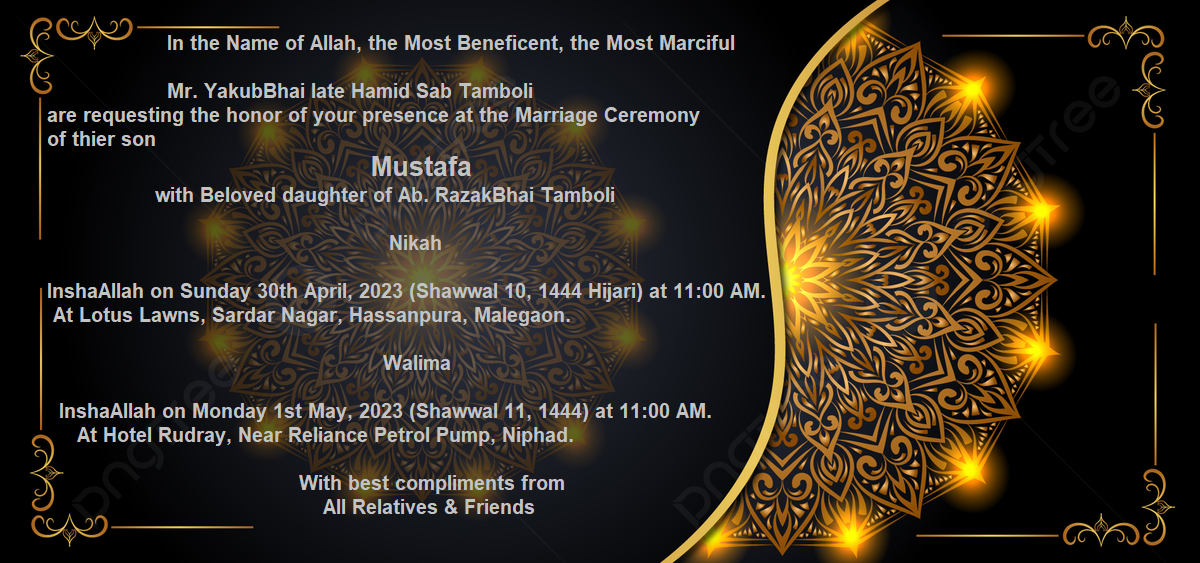 In the Name of Allah, the Most Beneficent, the Most Marciful
Mr. YakubBhai late Hamid Sab Tamboli
are requesting the honor of your presence at the Marriage Ceremony
of thier son
Mustafa
with Beloved daughter of Ab. RazakBhai Tamboli
Nikah
InshaAllah on Sunday 30th April, 2023 (Shawwal 10, 1444 Hijari) at 11:00 AM.
At Lotus Lawns, Sardar Nagar, Hassanpura, Malegaon.
Walima
InshaAllah on Monday 1st May, 2023 (Shawwal 11, 1444) at 11:00 AM.
At Hotel Rudray, Near Reliance Petrol Pump, Niphad.
With best compliments from
All Relatives & Friends